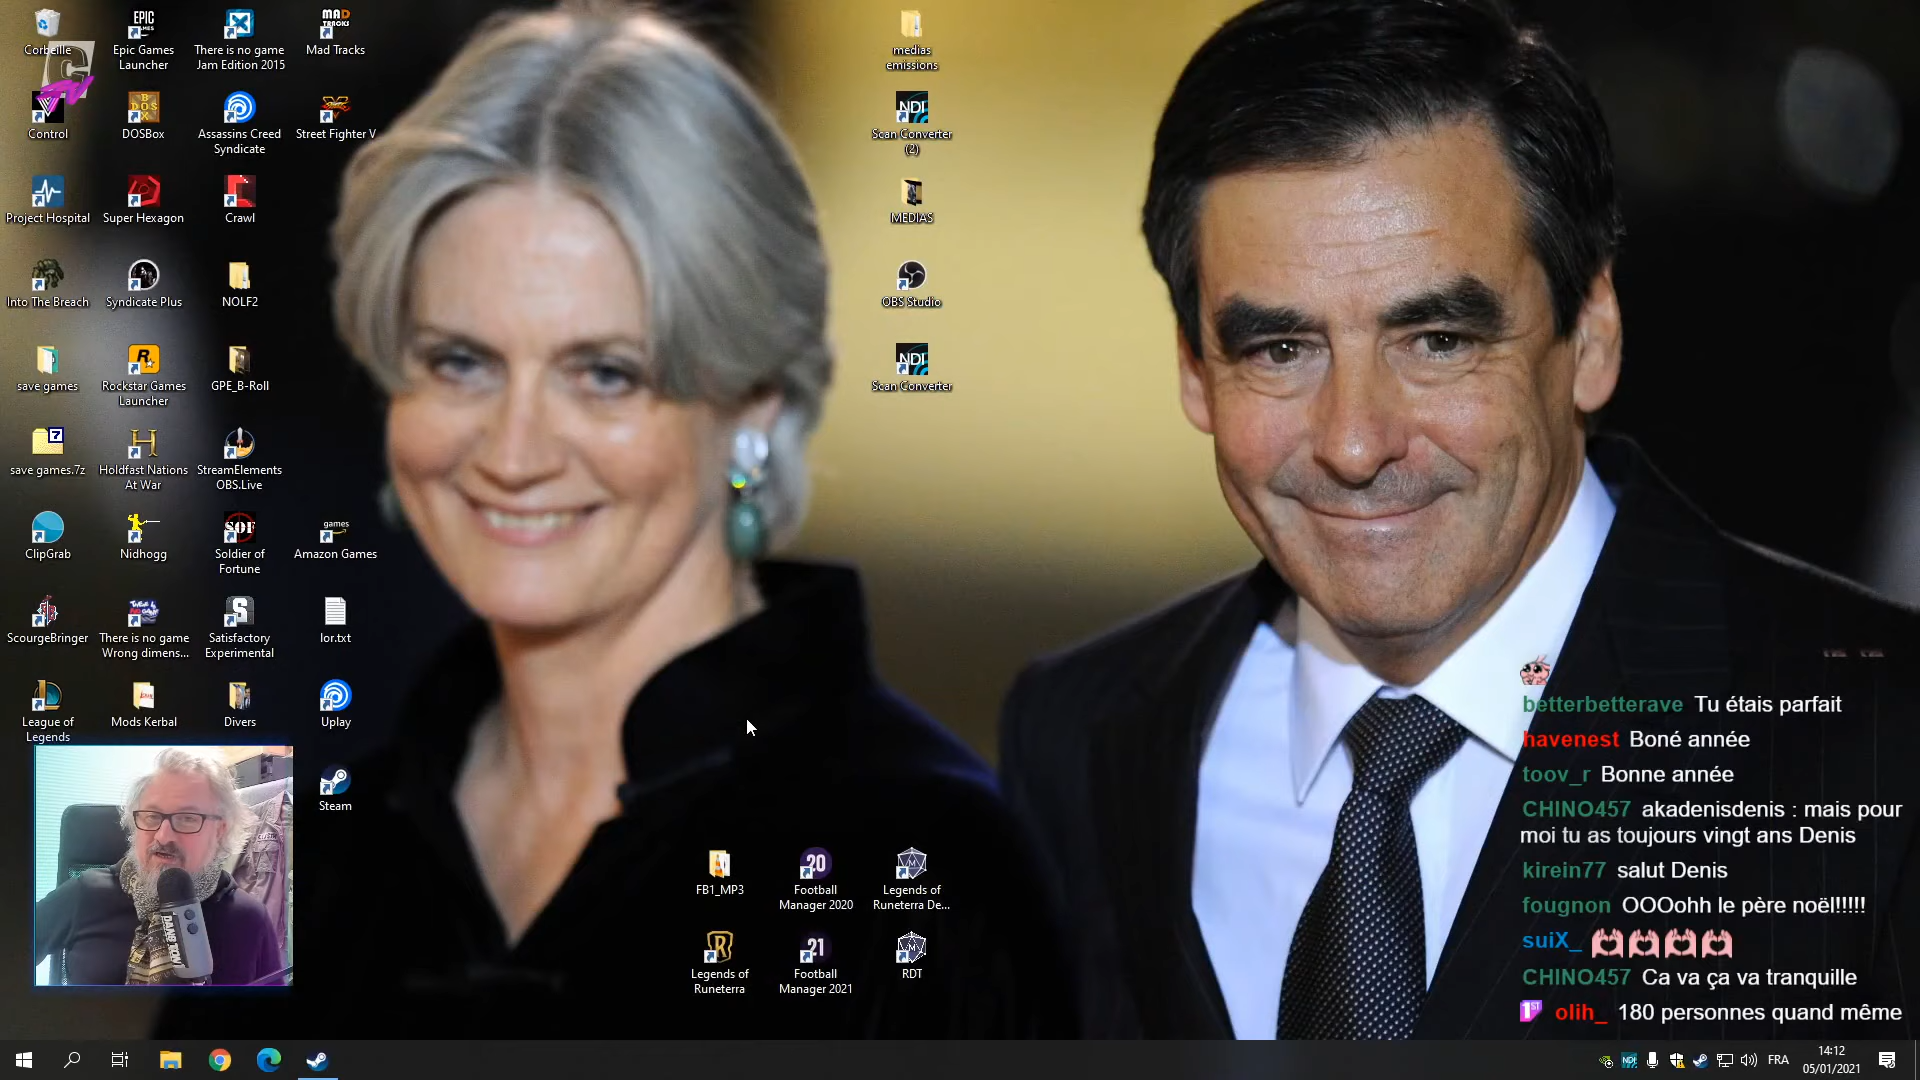 Corbeille
Epic Games
Launcher
There is no game
Jam Edition 2015
Mad Tracks
Control
DOSBox
Assassins Creed
Syndicate
Street Fighter V
Project Hospital
Super Hexagon
Crawl
Into The Breach
Syndicate Plus
NOLF2
save games
Rockstar Games
Launcher
GPE_B-Roll
save games.7z
Holdfast Nations
At War
StreamElements
OBS.Live
ClipGrab
Nidhogg
Soldier of
Fortune
Amazon Games
ScourgeBringer
There is no game
Wrong dimens...
Satisfactory
Experimental
lor.txt
League of
Legends
Mods Kerbal
Divers
Uplay
Steam
medias
emissions
Scan Converter
(2)
MEDIAS
OBS Studio
Scan Converter
FB1_MP3
Football
Manager 2020
Legends of
Runeterra De...
Legends of
Runeterra
Football
Manager 2021
RDT
betterbetterave Tu étais parfait
havenest Boné année
toov_r Bonne année
CHINO457 akadenisdenis : mais pour
moi tu as toujours vingt ans Denis
kirein77 salut Denis
fougnon OOOohh le père noël!!!!!
suiX_
CHINO457 Ca va ça va tranquille
olih_ 180 personnes quand même
FRA
14:12
05/01/2021